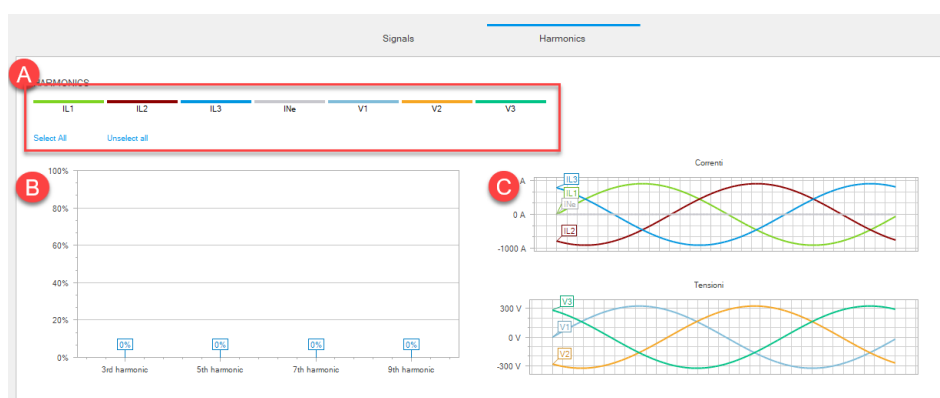 Signals
Harmonics
A
HARMONICS
IL1
IL2
IL3
INe
V1
V2
V3
Select All
Unselect all
B
100%
80%
60%
40%
20%
0%
0%
0%
0%
0%
3rd harmonic
5th harmonic
7th harmonic
9th harmonic
C
Correnti
A
0 A
-1000 A
IL3
IL1
INe
IL2
Tensioni
300 V
0 V
-300 V
V3
V1
V2